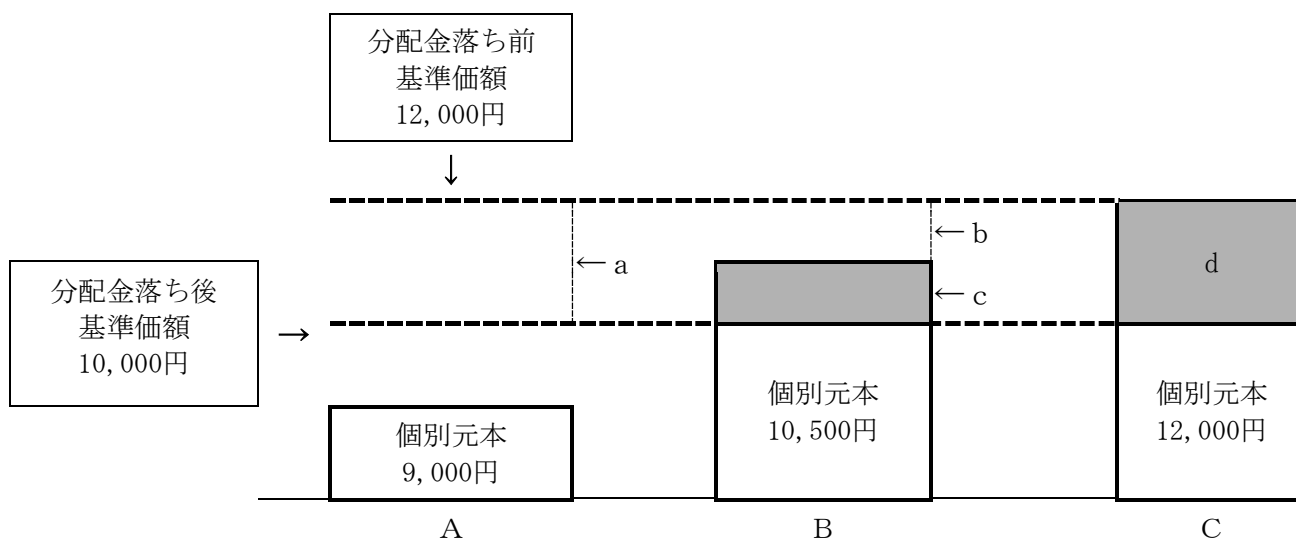 分配金落ち前
基準価額
12,000円
↓
←a
←b
←c
d
分配金落ち後
基準価額
10,000円
→
個別元本
9,000円
個別元本
10,500円
個別元本
12,000円
A
B
C